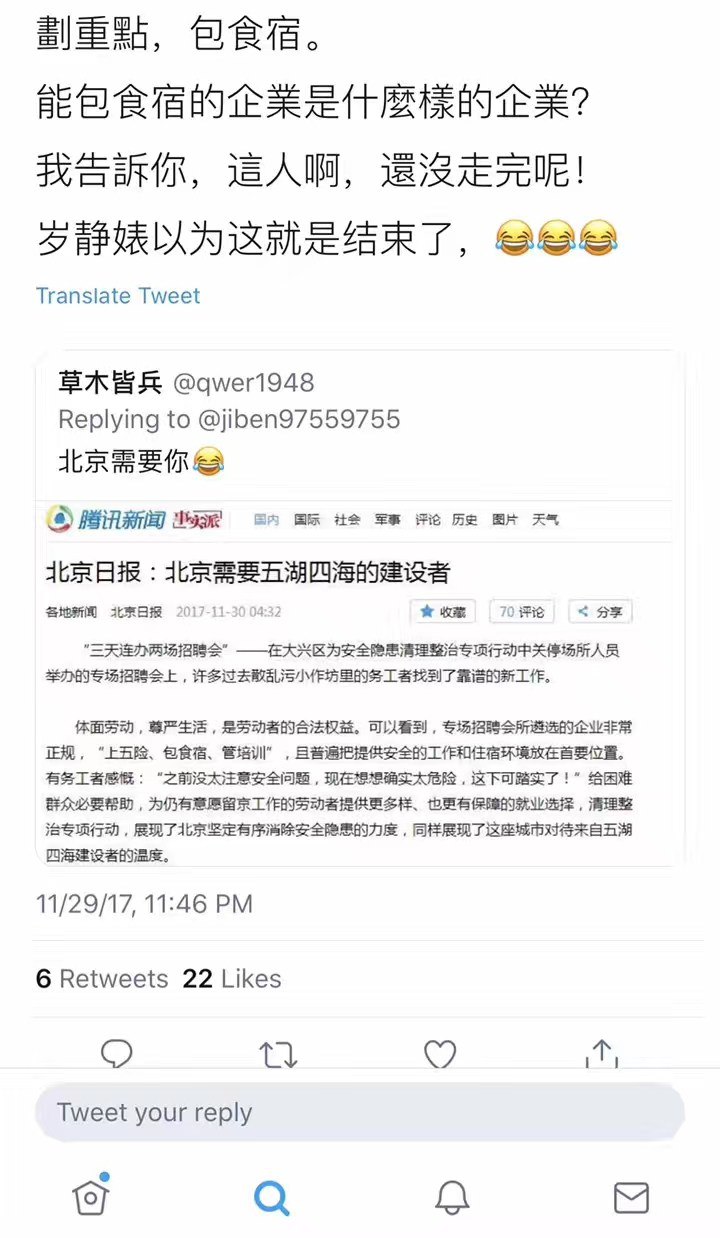 劃重點，包食宿。
能包食宿的企業是什麼樣的企業？
我告訴你，這人啊，還沒走完呢！
岁静婊以为这就是结束了，😂😂😂
Translate Tweet
草木皆兵 @qwer1948
Replying to @jiben97559755
北京需要你😂
腾讯新闻 事实派 国内 国际 社会 军事 评论 历史 图片 天气
北京日报：北京需要五湖四海的建设者
各地新闻 北京日报 2017-11-30 04:32 收藏 70 评论 分享
“三天连办两场招聘会”——在大兴区为安全隐患清理整治专项行动中关停场所人员
举办的专场招聘会上，许多过去散乱污小作坊里的务工者找到了靠谱的新工作。
体面劳动，尊严生活，是劳动者的合法权益。可以看到，专场招聘会所遴选的企业非常
正规，“上五险、包食宿、管培训”，且普遍把提供安全的工作和住宿环境放在首要位置。
有务工者感慨：“之前没太注意安全问题，现在想想确实太危险，这下可踏实了！”给困难
群众必要帮助，为仍有意愿留京工作的劳动者提供更多样、也更有保障的就业选择，清理整
治专项行动，展现了北京坚定有序消除安全隐患的力度，同样展现了这座城市对待来自五湖
四海建设者的温度。
11/29/17, 11:46 PM
6 Retweets 22 Likes
Tweet your reply